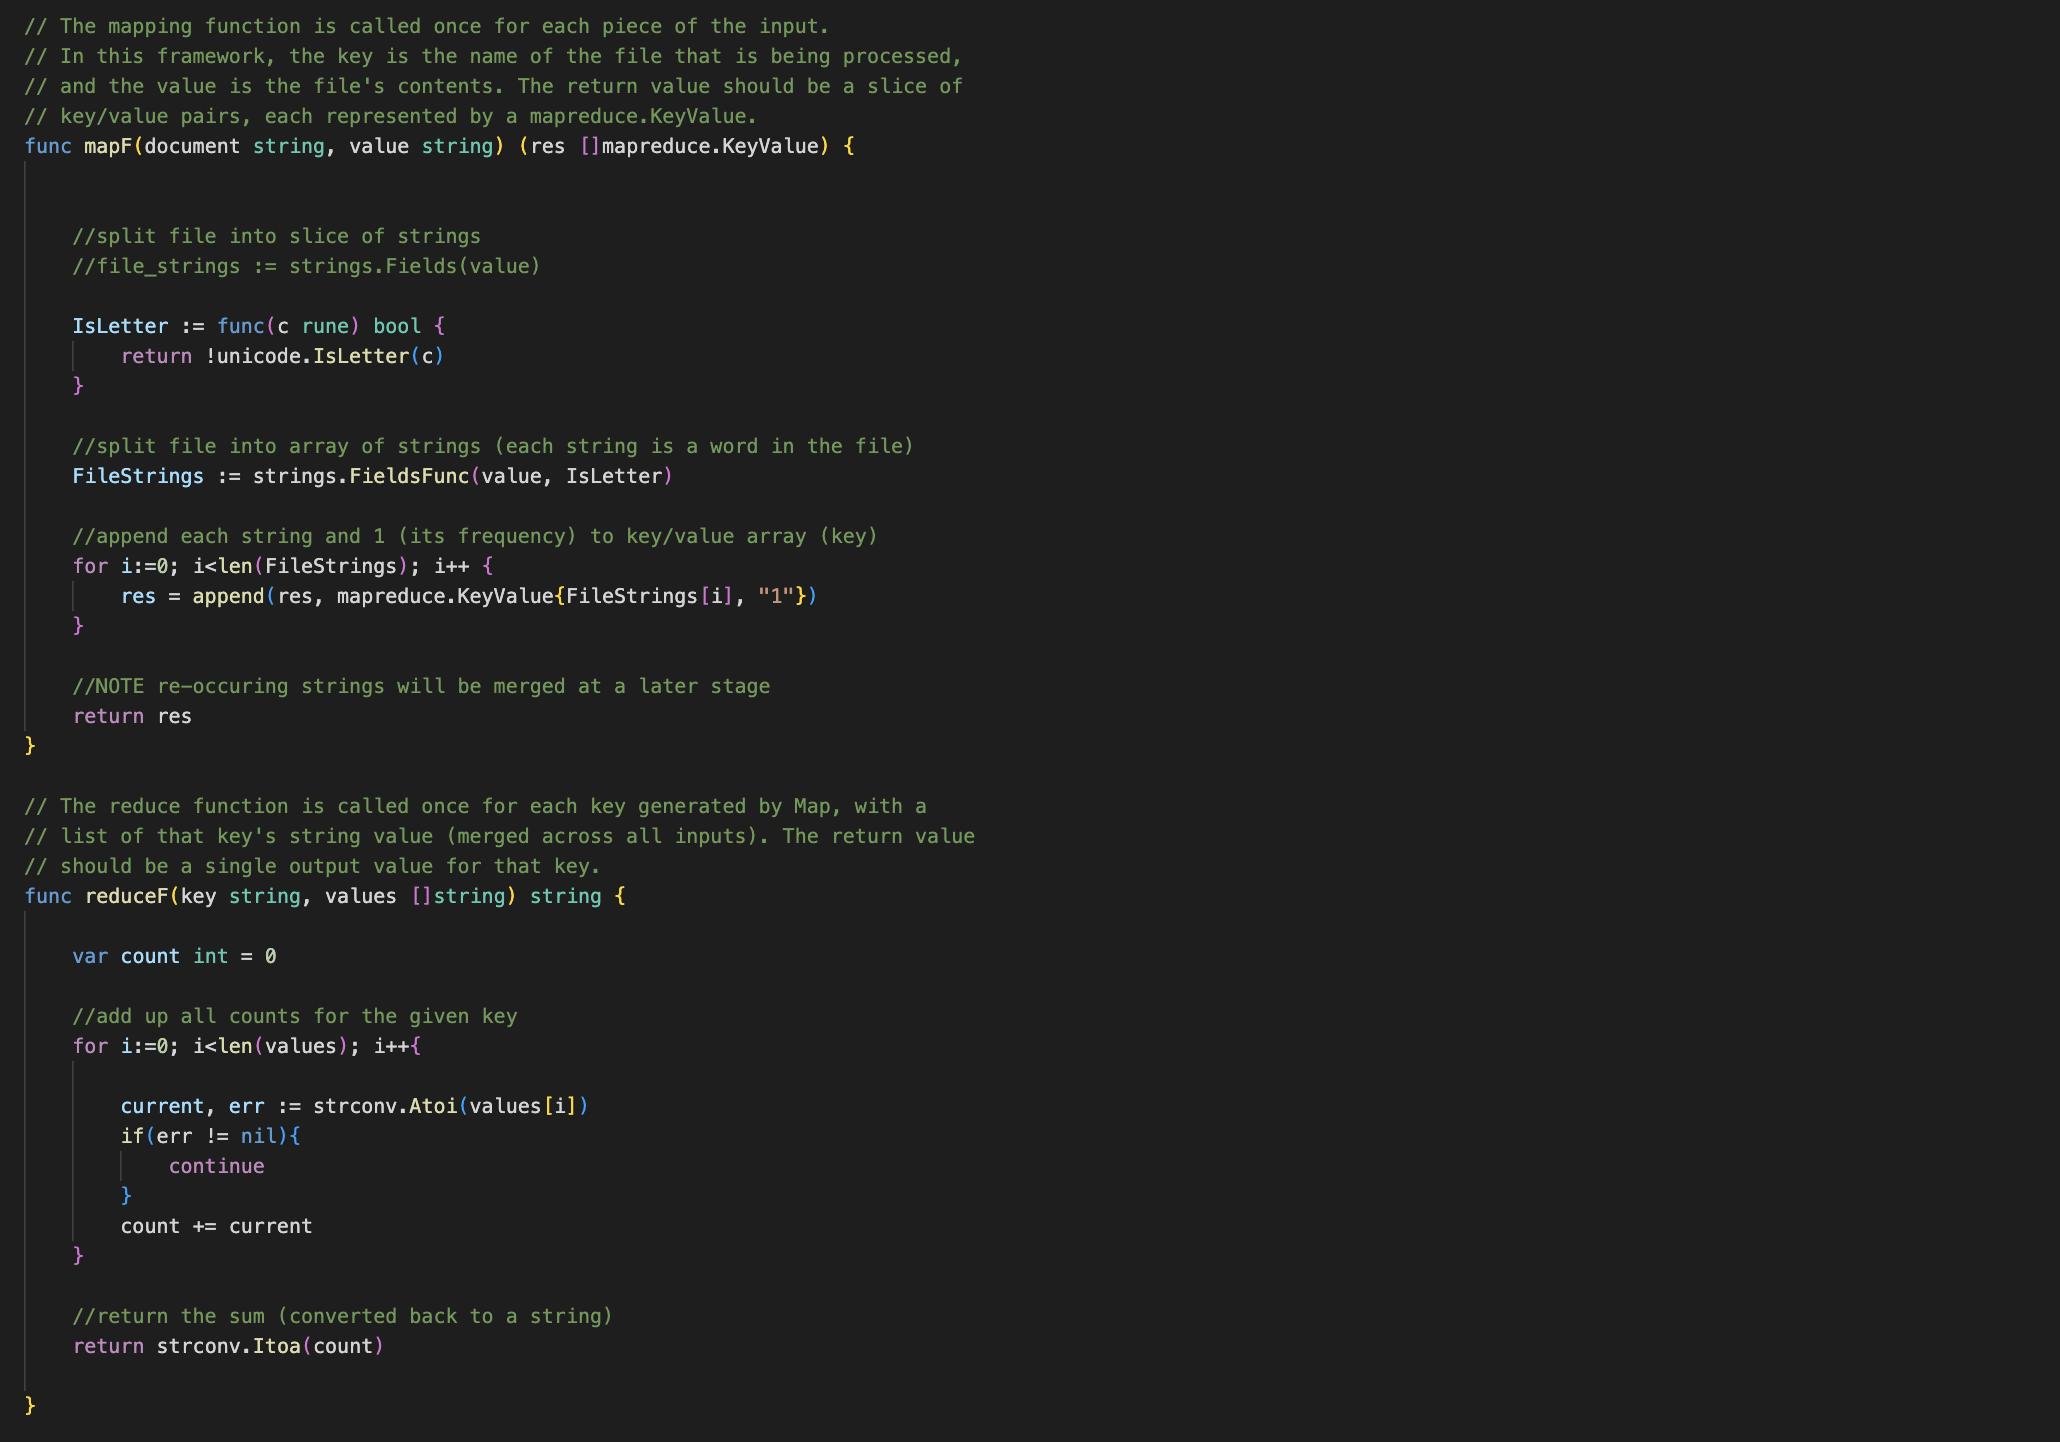 // The mapping function is called once for each piece of the input.
// In this framework, the key is the name of the file that is being processed,
// and the value is the file's contents. The return value should be a slice of
// key/value pairs, each represented by a mapreduce.KeyValue.
func mapF(document string, value string) (res []mapreduce.KeyValue) {
    //split file into slice of strings
    //file_strings := strings.Fields(value)
    IsLetter := func(c rune) bool {
        return !unicode.IsLetter(c)
    }
    //split file into array of strings (each string is a word in the file)
    FileStrings := strings.FieldsFunc(value, IsLetter)
    //append each string and 1 (its frequency) to key/value array (key)
    for i:=0; i<len(FileStrings); i++ {
        res = append(res, mapreduce.KeyValue{FileStrings[i], "1"})
    }
    //NOTE re-occuring strings will be merged at a later stage
    return res
}
// The reduce function is called once for each key generated by Map, with a
// list of that key's string value (merged across all inputs). The return value
// should be a single output value for that key.
func reduceF(key string, values []string) string {
    var count int = 0
    //add up all counts for the given key
    for i:=0; i<len(values); i++{
        current, err := strconv.Atoi(values[i])
        if(err != nil){
            continue
        }
        count += current
    }
    //return the sum (converted back to a string)
    return strconv.Itoa(count)
}